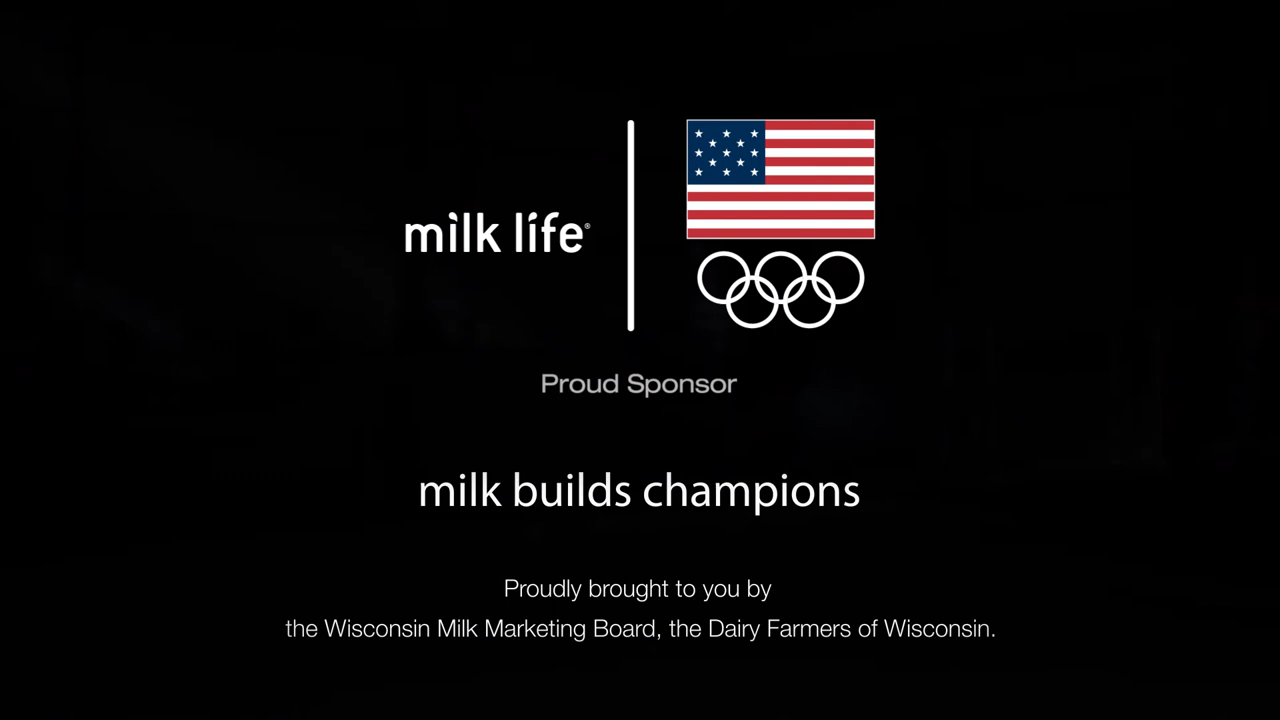 milk life®
Proud Sponsor
milk builds champions
Proudly brought to you by
the Wisconsin Milk Marketing Board, the Dairy Farmers of Wisconsin.